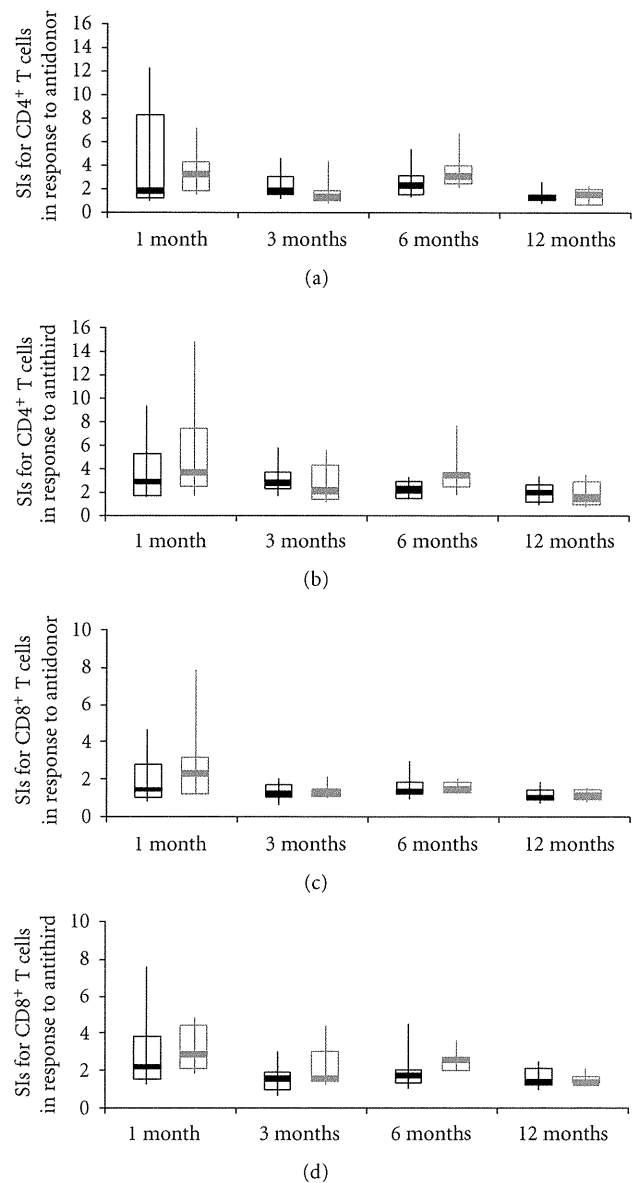 SIs for CD4⁺ T cells
in response to antidonor
16
14
12
10
8
6
4
2
0
1 month 3 months 6 months 12 months
(a)
SIs for CD4⁺ T cells
in response to antithird
16
14
12
10
8
6
4
2
0
1 month 3 months 6 months 12 months
(b)
SIs for CD8⁺ T cells
in response to antidonor
10
8
6
4
2
0
1 month 3 months 6 months 12 months
(c)
SIs for CD8⁺ T cells
in response to antithird
10
8
6
4
2
0
1 month 3 months 6 months 12 months
(d)